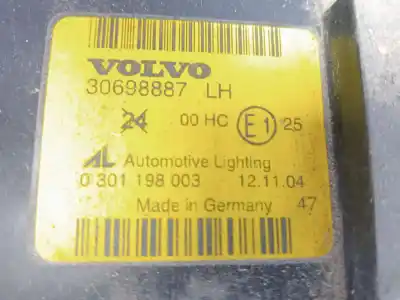 VOLVO
30698887 LH
24 00 HC E1 25
AL Automotive Lighting
0 301 198 003 12.11.04
Made in Germany 47